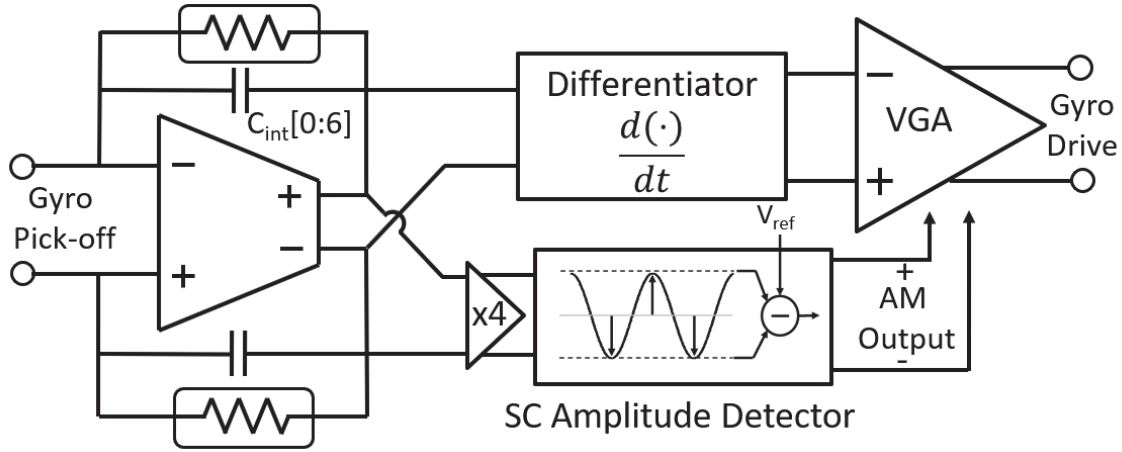 C_int[0:6]
Gyro
Pick-off
−
+
+
−
Differentiator
d(·)
dt
−
VGA
+
Gyro
Drive
V_ref
x4
−
+
AM
Output
-
SC Amplitude Detector